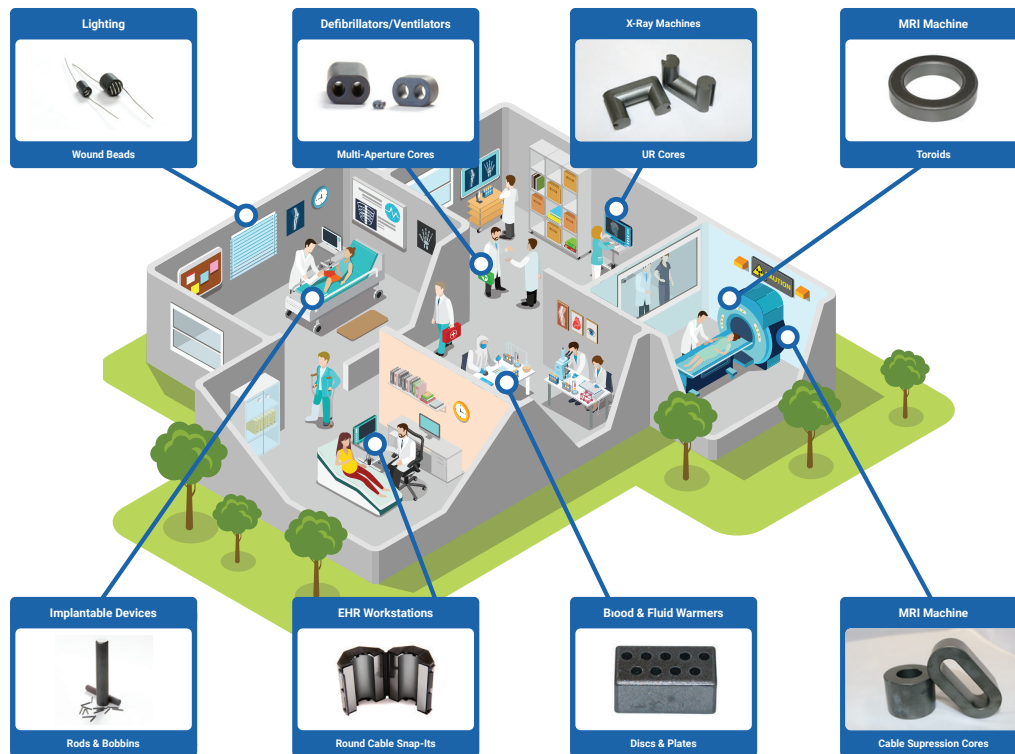 Lighting
Wound Beads
Defibrillators/Ventilators
Multi-Aperture Cores
X-Ray Machines
UR Cores
MRI Machine
Toroids
CAUTION
Implantable Devices
Rods & Bobbins
EHR Workstations
Round Cable Snap-Its
Blood & Fluid Warmers
Discs & Plates
MRI Machine
Cable Supression Cores